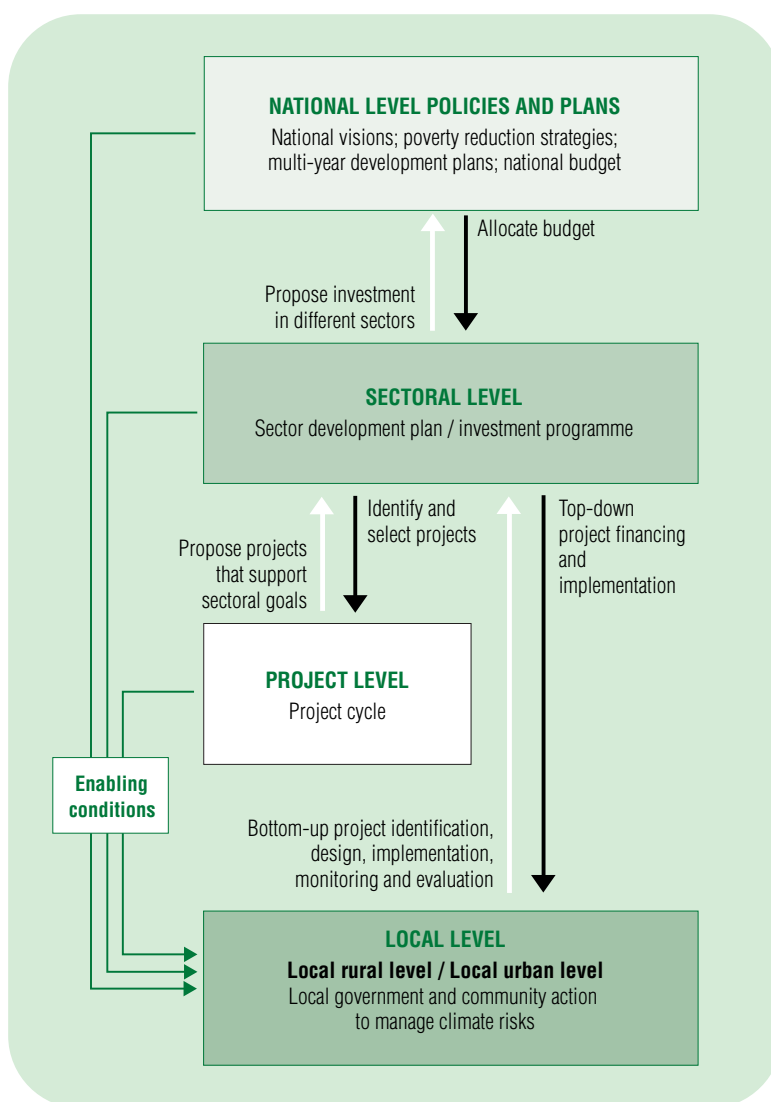 NATIONAL LEVEL POLICIES AND PLANS
National visions; poverty reduction strategies;
multi-year development plans; national budget
Allocate budget
Propose investment
in different sectors
SECTORAL LEVEL
Sector development plan / investment programme
Identify and
select projects
Top-down
project financing
and
implementation
Propose projects
that support
sectoral goals
PROJECT LEVEL
Project cycle
Enabling
conditions
Bottom-up project identification,
design, implementation,
monitoring and evaluation
LOCAL LEVEL
Local rural level / Local urban level
Local government and community action
to manage climate risks